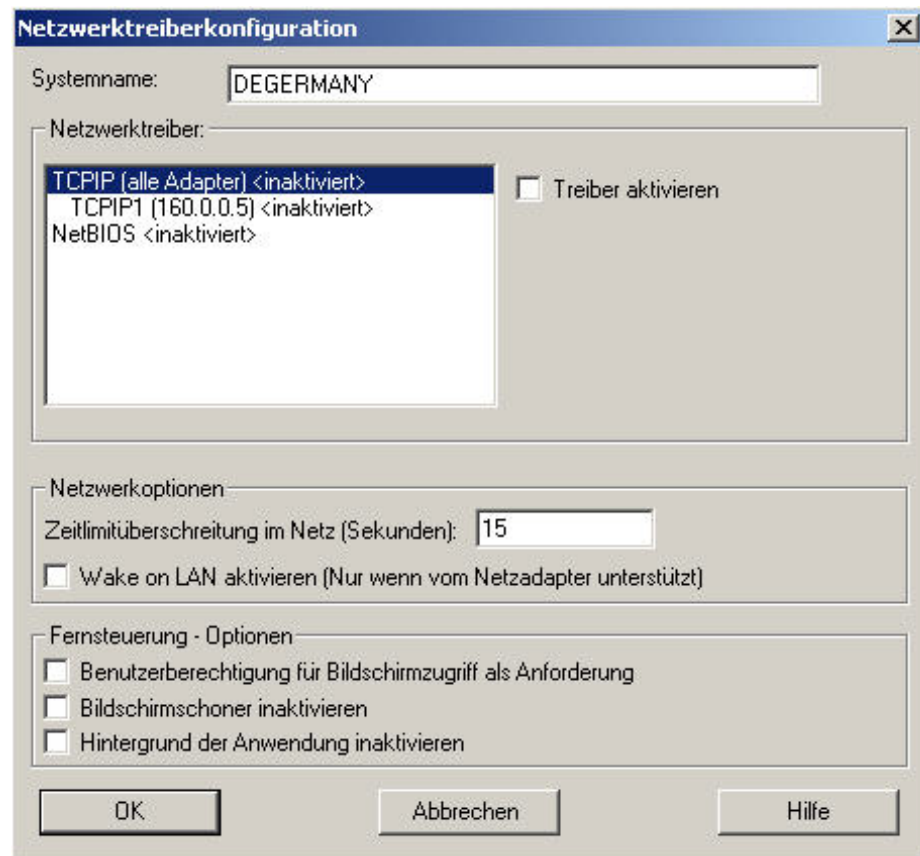 Netzwerktreiberkonfiguration
Systemname: DEGERMANY
Netzwerktreiber:
TCPIP (alle Adapter) <inaktiviert>
Treiber aktivieren
TCPIP1 (160.0.0.5) <inaktiviert>
NetBIOS <inaktiviert>
Netzwerkoptionen
Zeitlimitüberschreitung im Netz (Sekunden): 15
Wake on LAN aktivieren (Nur wenn vom Netzadapter unterstützt)
Fernsteuerung - Optionen
Benutzerberechtigung für Bildschirmzugriff als Anforderung
Bildschirmschoner inaktivieren
Hintergrund der Anwendung inaktivieren
OK Abbrechen Hilfe